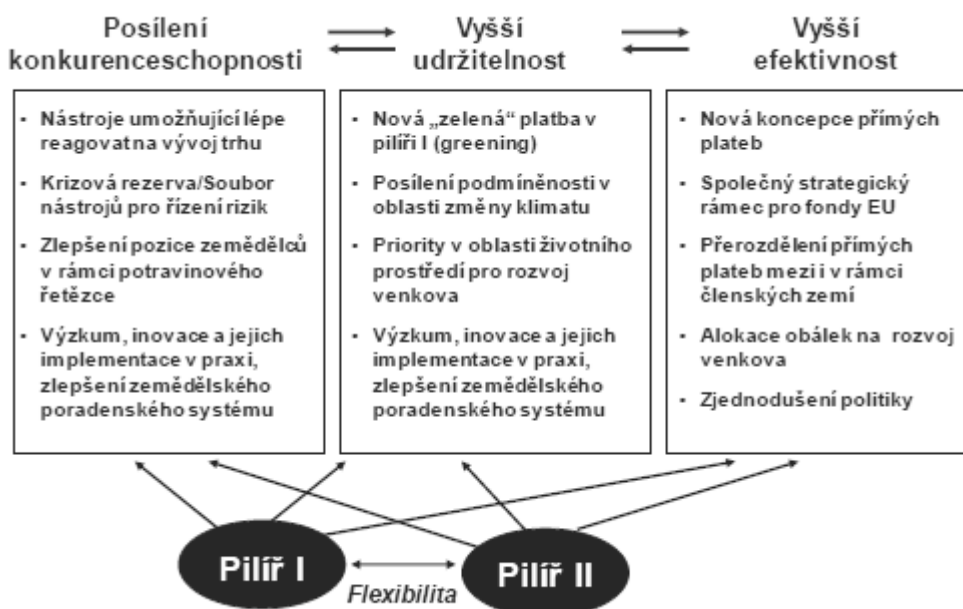 Posílení
konkurenceschopnosti
Vyšší
udržitelnost
Vyšší
efektivnost
▪ Nástroje umožňující lépe
reagovat na vývoj trhu
▪ Krizová rezerva/Soubor
nástrojů pro řízení rizik
▪ Zlepšení pozice zemědělců
v rámci potravinového
řetězce
▪ Výzkum, inovace a jejich
implementace v praxi,
zlepšení zemědělského
poradenského systému
▪ Nová „zelená“ platba v
pilíři I (greening)
▪ Posílení podmíněnosti v
oblasti změny klimatu
▪ Priority v oblasti životního
prostředí pro rozvoj
venkova
▪ Výzkum, inovace a jejich
implementace v praxi,
zlepšení zemědělského
poradenského systému
▪ Nová koncepce přímých
plateb
▪ Společný strategický
rámec pro fondy EU
▪ Přerozdělení přímých
plateb mezi i v rámci
členských zemí
▪ Alokace obálek na rozvoj
venkova
▪ Zjednodušení politiky
Pilíř I
Flexibilita
Pilíř II